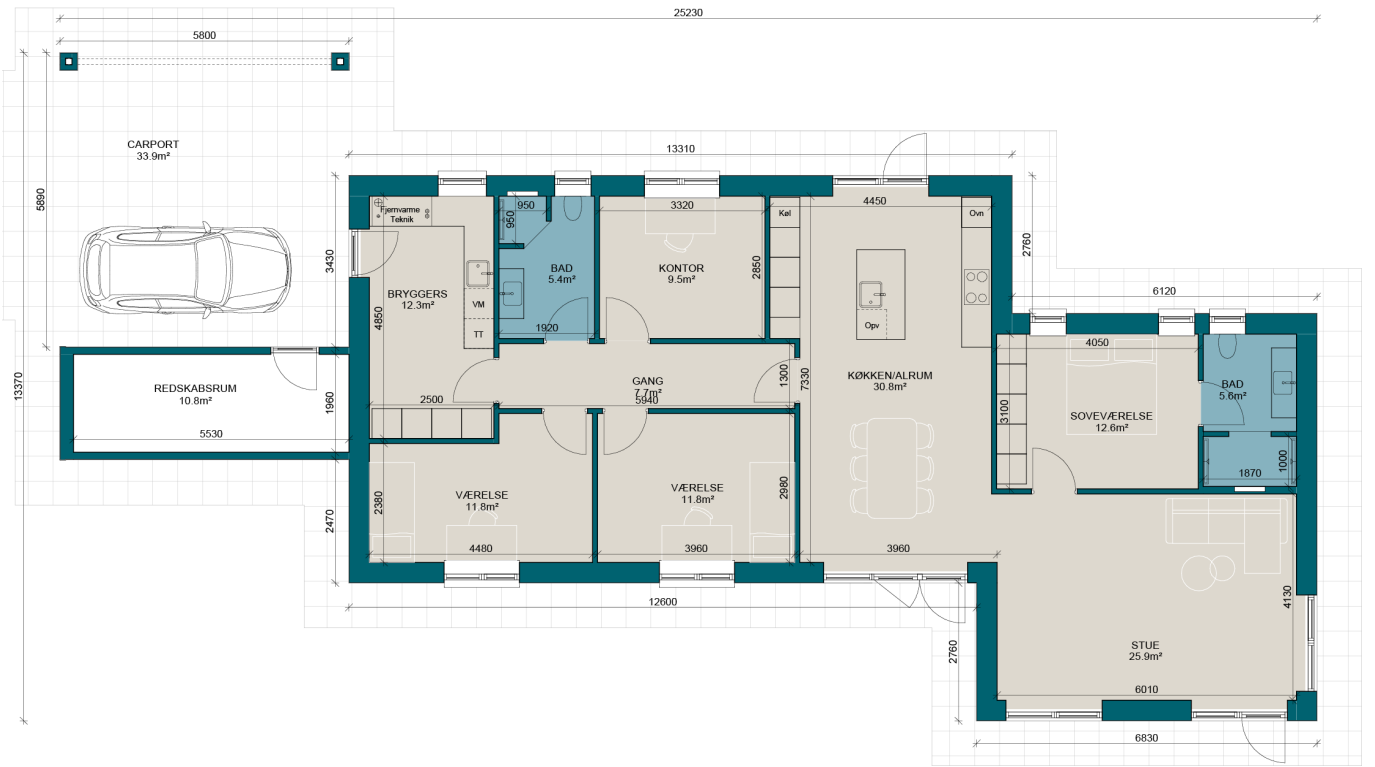 25230
5800
CARPORT
33.9m²
5890
13370
13310
3430
Fjernvarme
Teknik
950
950
3320
4450
Køl
Ovn
2760
BRYGGERS
12.3m²
4850
VM
TT
BAD
5.4m²
1920
KONTOR
9.5m²
2850
Opv
6120
4050
REDSKABSRUM
10.8m²
5530
1960
2500
GANG
7.7m²
5940
1300
7330
KØKKEN/ALRUM
30.8m²
3100
SOVEVÆRELSE
12.6m²
BAD
5.6m²
1870
1000
2470
2380
VÆRELSE
11.8m²
4480
VÆRELSE
11.8m²
2980
3960
3960
12600
2760
4130
STUE
25.9m²
6010
6830